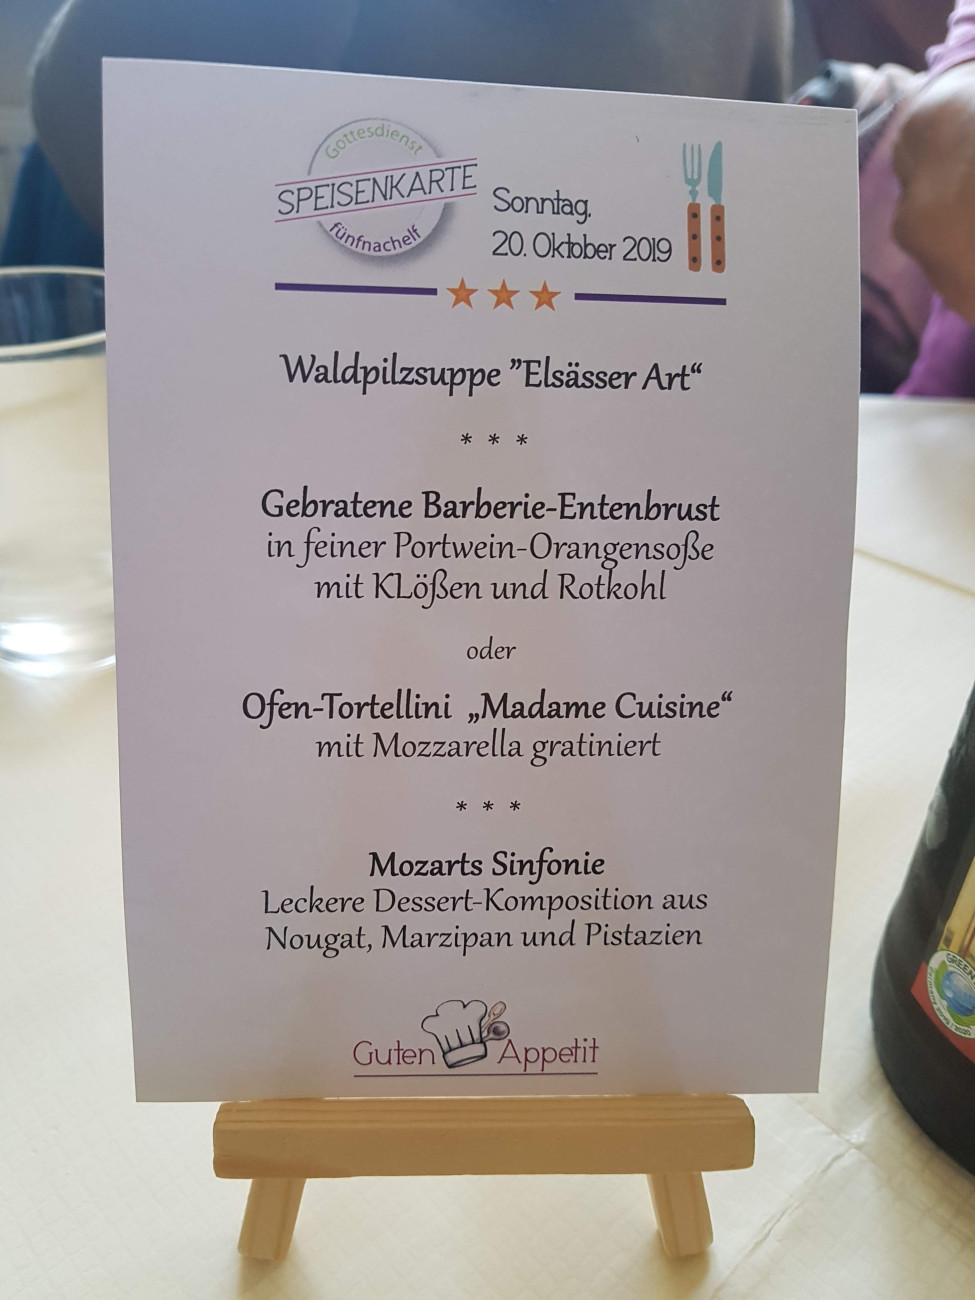 Gottesdienst
SPEISENKARTE
fünfnachelf
Sonntag,
20. Oktober 2019
Waldpilzsuppe ”Elsässer Art“
* * *
Gebratene Barberie-Entenbrust
in feiner Portwein-Orangensoße
mit KLößen und Rotkohl
oder
Ofen-Tortellini „Madame Cuisine“
mit Mozzarella gratiniert
* * *
Mozarts Sinfonie
Leckere Dessert-Komposition aus
Nougat, Marzipan und Pistazien
Guten Appetit